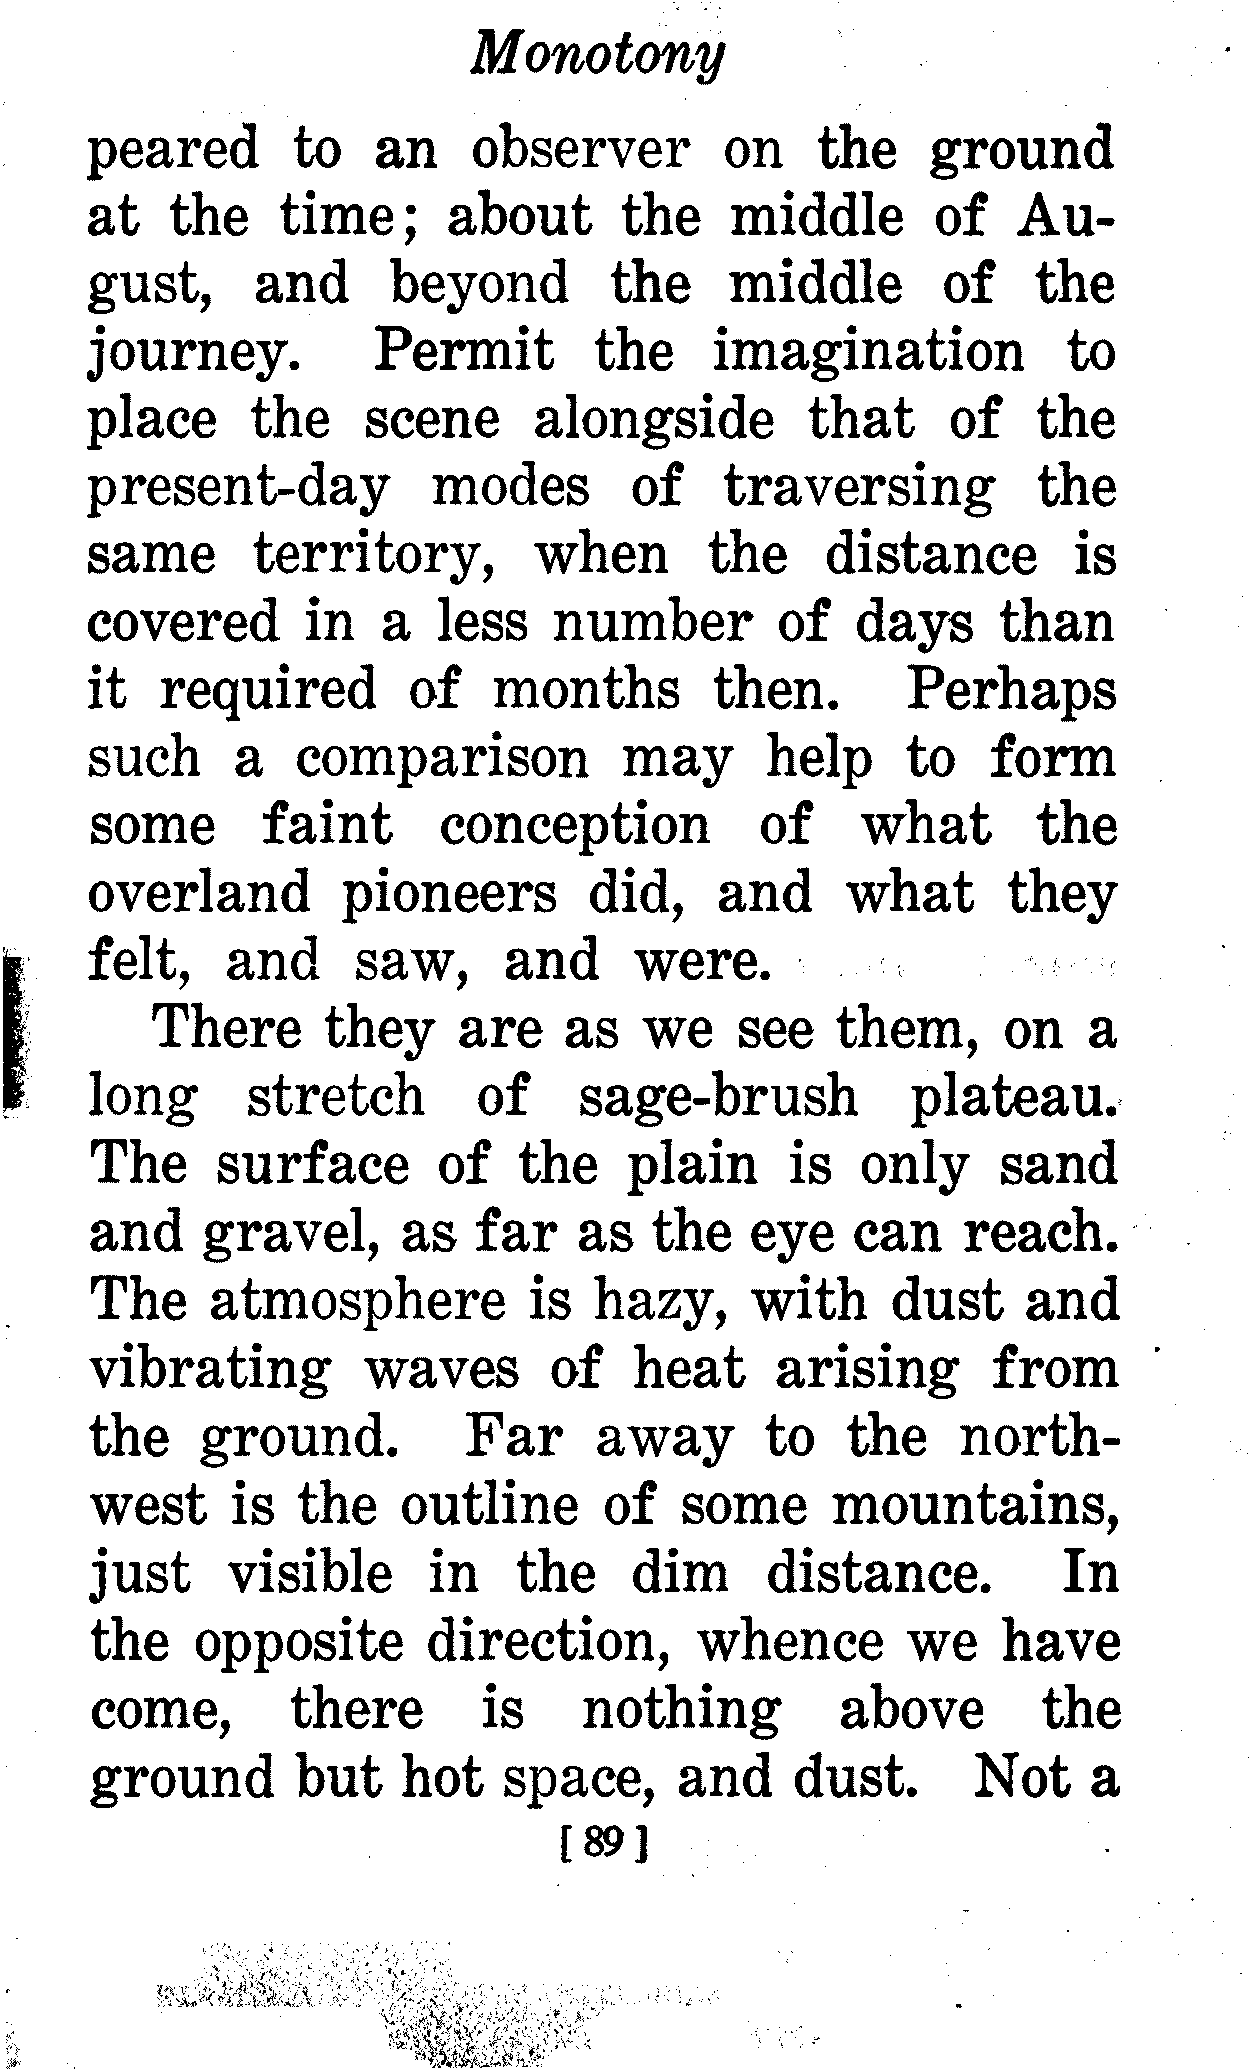 Monotony
peared to an observer on the ground
at the time; about the middle of Au-
gust, and beyond the middle of the
journey. Permit the imagination to
place the scene alongside that of the
present-day modes of traversing the
same territory, when the distance is
covered in a less number of days than
it required of months then. Perhaps
such a comparison may help to form
some faint conception of what the
overland pioneers did, and what they
felt, and saw, and were.
There they are as we see them, on a
long stretch of sage-brush plateau.
The surface of the plain is only sand
and gravel, as far as the eye can reach.
The atmosphere is hazy, with dust and
vibrating waves of heat arising from
the ground. Far away to the north-
west is the outline of some mountains,
just visible in the dim distance. In
the opposite direction, whence we have
come, there is nothing above the
ground but hot space, and dust. Not a
[ 89 ]